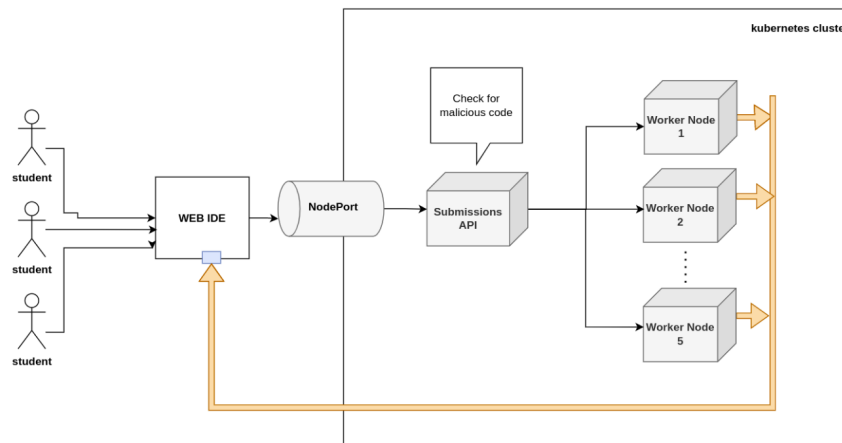 kubernetes cluste
Check for
malicious code
student
student
student
WEB IDE
NodePort
Submissions
API
Worker Node
1
Worker Node
2
Worker Node
5